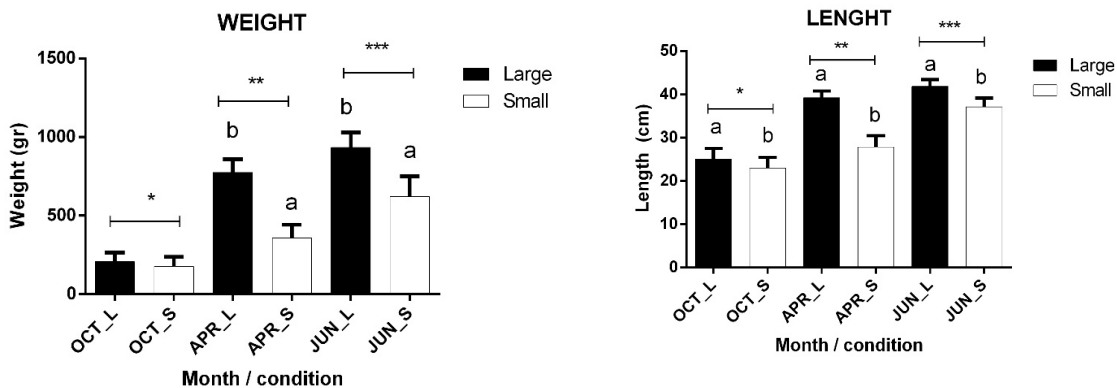 WEIGHT
Weight (gr)
1500
1000
500
0
*
**
***
b
a
b
a
Large
Small
OCT_L
OCT_S
APR_L
APR_S
JUN_L
JUN_S
Month / condition
LENGHT
Length (cm)
50
40
30
20
10
0
*
**
***
a
b
a
b
a
b
Large
Small
OCT_L
OCT_S
APR_L
APR_S
JUN_L
JUN_S
Month / condition